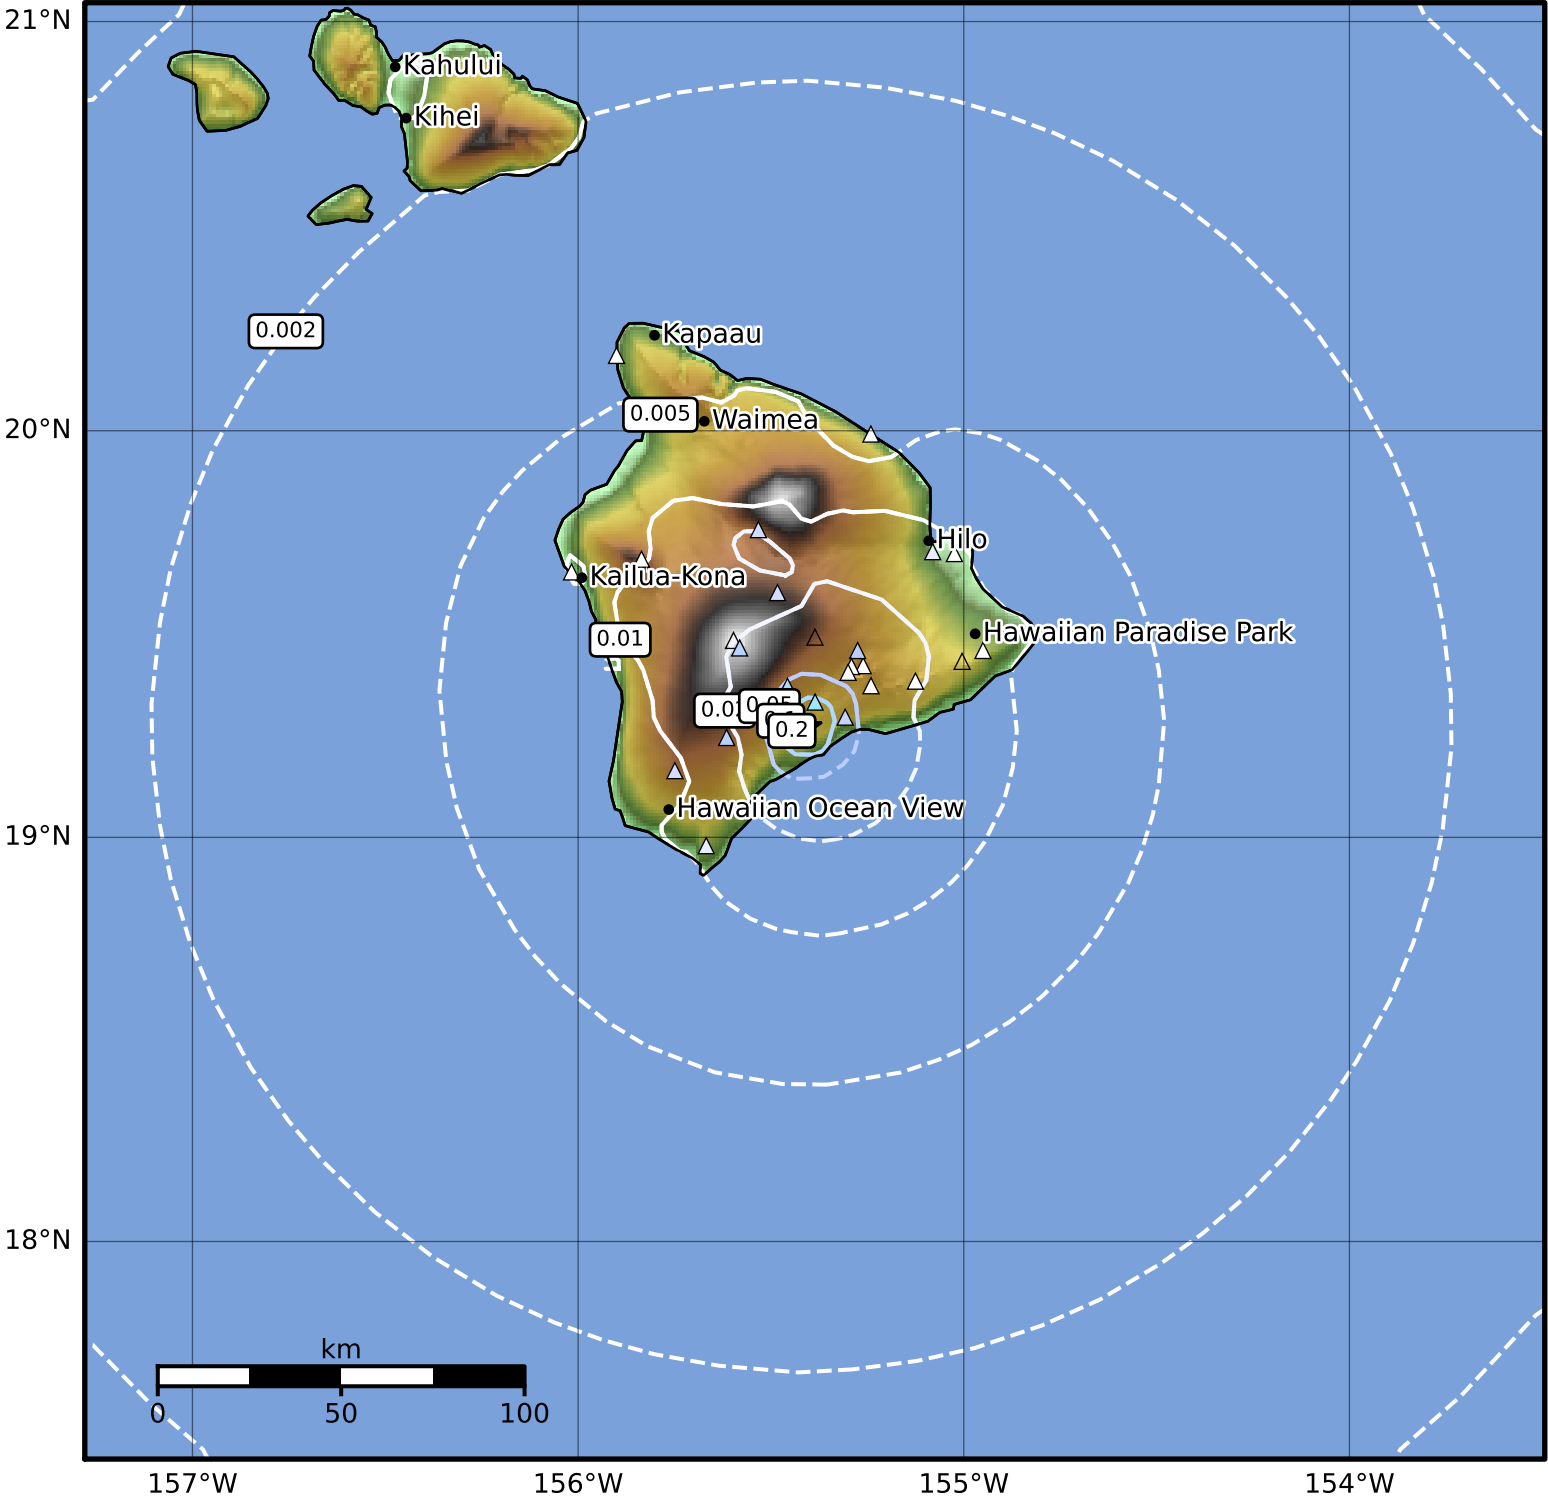 21°N
Kahului
Kihei
0.002
Kapaau
0.005
Waimea
20°N
Hilo
Kailua-Kona
Hawaiian Paradise Park
0.01
0.2
Hawaiian Ocean View
19°N
18°N
km
0 50 100
157°W 156°W 155°W 154°W